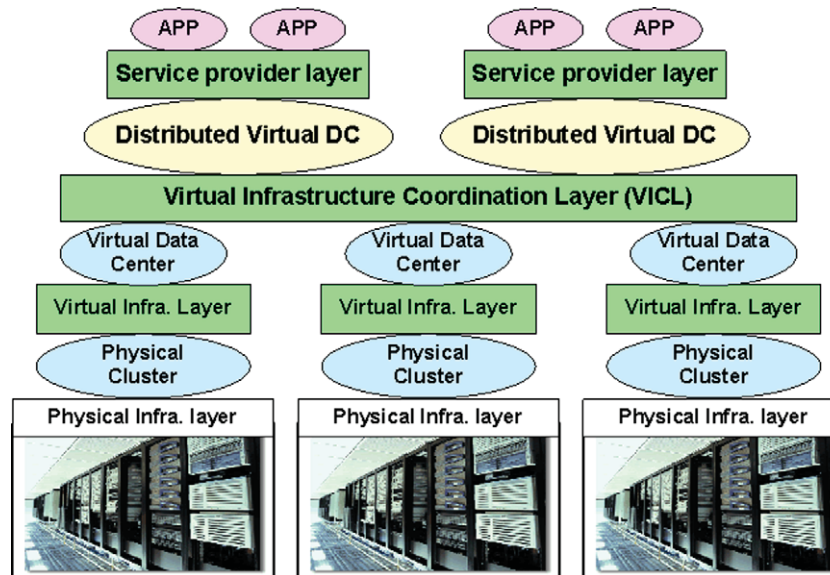 APP APP APP APP
Service provider layer Service provider layer
Distributed Virtual DC Distributed Virtual DC
Virtual Infrastructure Coordination Layer (VICL)
Virtual Data Virtual Data Virtual Data
Center Center Center
Virtual Infra. Layer Virtual Infra. Layer Virtual Infra. Layer
Physical Physical Physical
Cluster Cluster Cluster
Physical Infra. layer Physical Infra. layer Physical Infra. layer